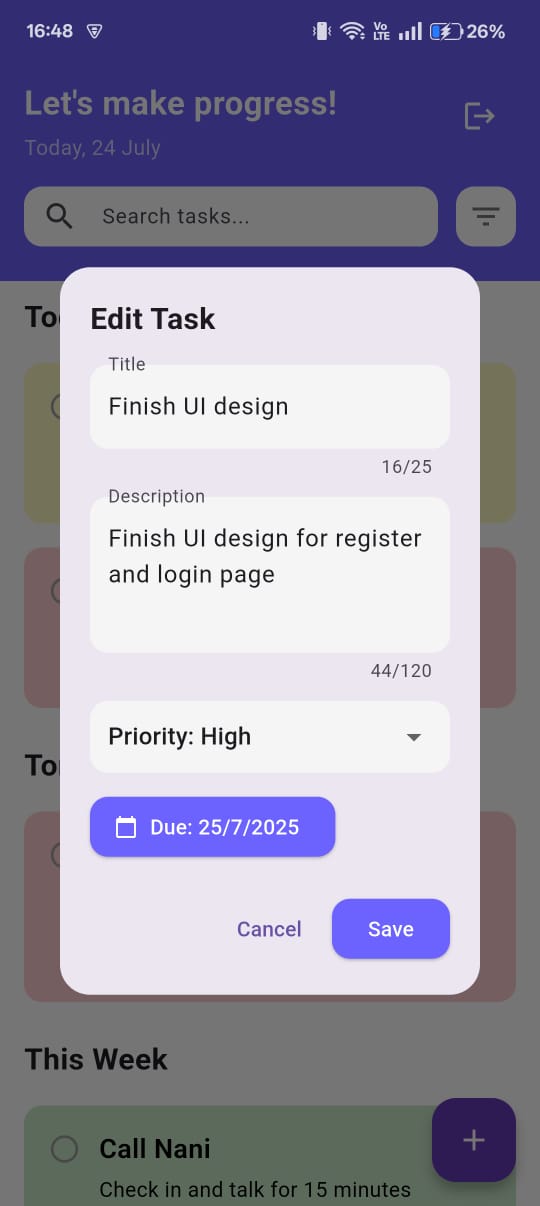 16:48
Vo
LTE
26%
Let's make progress!
Today, 24 July
Search tasks...
Edit Task
Title
Finish UI design
16/25
Description
Finish UI design for register
and login page
44/120
Priority: High
Due: 25/7/2025
Cancel
Save
This Week
Call Nani
Check in and talk for 15 minutes